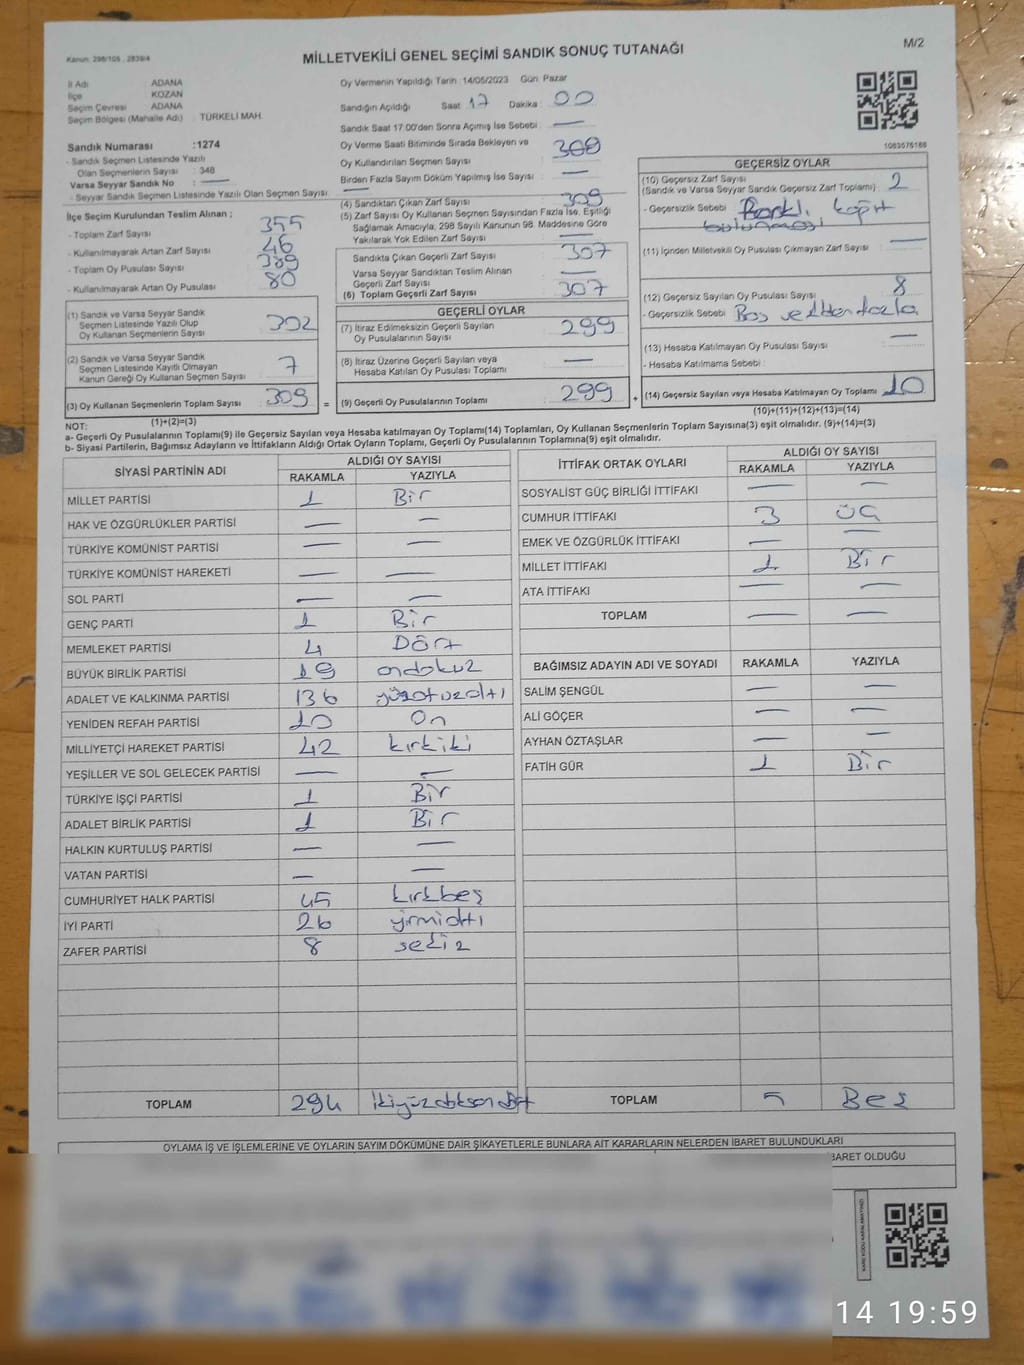 Kanun: 298/105 , 2839/4
MİLLETVEKİLİ GENEL SEÇİMİ SANDIK SONUÇ TUTANAĞI
M/2
İl Adı : ADANA
İlçe : KOZAN
Seçim Çevresi : ADANA
Seçim Bölgesi (Mahalle Adı) : TÜRKELİ MAH.
Sandık Numarası :1274
- Sandık Seçmen Listesinde Yazılı
Olan Seçmenlerin Sayısı : 348
Varsa Seyyar Sandık No : —
- Seyyar Sandık Seçmen Listesinde Yazılı Olan Seçmen Sayısı : —
Oy Vermenin Yapıldığı Tarih :14/05/2023 Gün: Pazar
Sandığın Açıldığı Saat : 17 Dakika : 00
Sandık Saat 17:00'den Sonra Açılmış İse Sebebi : —
Oy Verme Saati Bitiminde Sırada Bekleyen ve
Oy Kullandırılan Seçmen Sayısı :
Birden Fazla Sayım Döküm Yapılmış İse Sayısı : —
(4) Sandıktan Çıkan Zarf Sayısı : 309
(5) Zarf Sayısı Oy Kullanan Seçmen Sayısından Fazla İse, Eşitliği
Sağlamak Amacıyla, 298 Sayılı Kanunun 98. Maddesine Göre
Yakılarak Yok Edilen Zarf Sayısı : —
İlçe Seçim Kurulundan Teslim Alınan ;
- Toplam Zarf Sayısı : 355
- Kullanılmayarak Artan Zarf Sayısı : 46
- Toplam Oy Pusulası Sayısı : 389
- Kullanılmayarak Artan Oy Pusulası : 80
Sandıkta Çıkan Geçerli Zarf Sayısı : 307
Varsa Seyyar Sandıktan Teslim Alınan
Geçerli Zarf Sayısı : —
(6) Toplam Geçerli Zarf Sayısı : 307
1063576166
GEÇERSİZ OYLAR
(10) Geçersiz Zarf Sayısı
(Sandık ve Varsa Seyyar Sandık Geçersiz Zarf Toplamı) : 2
- Geçersizlik Sebebi : Farklı kağıt
bulunması
(11) İçinden Milletvekili Oy Pusulası Çıkmayan Zarf Sayısı : —
(12) Geçersiz Sayılan Oy Pusulası Sayısı : 8
- Geçersizlik Sebebi : Boş
(13) Hesaba Katılmayan Oy Pusulası Sayısı : —
- Hesaba Katılmama Sebebi :
(14) Geçersiz Sayılan veya Hesaba Katılmayan Oy Toplamı : 10
(10)+(11)+(12)+(13)=(14)
(1) Sandık ve Varsa Seyyar Sandık
Seçmen Listesinde Yazılı Olup
Oy Kullanan Seçmenlerin Sayısı : 302
(2) Sandık ve Varsa Seyyar Sandık
Seçmen Listesinde Kayıtlı Olmayan
Kanun Gereği Oy Kullanan Seçmen Sayısı : 7
(3) Oy Kullanan Seçmenlerin Toplam Sayısı : 309
(1)+(2)=(3)
GEÇERLİ OYLAR
(7) İtiraz Edilmeksizin Geçerli Sayılan
Oy Pusulalarının Sayısı : 299
(8) İtiraz Üzerine Geçerli Sayılan veya
Hesaba Katılan Oy Pusulası Toplamı : —
= (9) Geçerli Oy Pusulalarının Toplamı : 299 +
NOT:
a- Geçerli Oy Pusulalarının Toplamı(9) ile Geçersiz Sayılan veya Hesaba katılmayan Oy Toplamı(14) Toplamları, Oy Kullanan Seçmenlerin Toplam Sayısına(3) eşit olmalıdır. (9)+(14)=(3)
b- Siyasi Partilerin, Bağımsız Adayların ve İttifakların Aldığı Ortak Oyların Toplamı, Geçerli Oy Pusulalarının Toplamına(9) eşit olmalıdır.
SİYASİ PARTİNİN ADI ALDIĞI OY SAYISI
RAKAMLA YAZIYLA
MİLLET PARTİSİ 1 Bir
HAK VE ÖZGÜRLÜKLER PARTİSİ — —
TÜRKİYE KOMÜNİST PARTİSİ — —
TÜRKİYE KOMÜNİST HAREKETİ — —
SOL PARTİ — —
GENÇ PARTİ 1 Bir
MEMLEKET PARTİSİ 4 Dört
BÜYÜK BİRLİK PARTİSİ 19 ondokuz
ADALET VE KALKINMA PARTİSİ 136 yüzotuzaltı
YENİDEN REFAH PARTİSİ 10 On
MİLLİYETÇİ HAREKET PARTİSİ 42 kırkiki
YEŞİLLER VE SOL GELECEK PARTİSİ — —
TÜRKİYE İŞÇİ PARTİSİ 1 Bir
ADALET BİRLİK PARTİSİ 1 Bir
HALKIN KURTULUŞ PARTİSİ — —
VATAN PARTİSİ — —
CUMHURİYET HALK PARTİSİ 45 kırkbeş
İYİ PARTİ 26 yirmialtı
ZAFER PARTİSİ 8 sekiz
TOPLAM 294 ikiyüzdoksandört
İTTİFAK ORTAK OYLARI ALDIĞI OY SAYISI
RAKAMLA YAZIYLA
SOSYALİST GÜÇ BİRLİĞİ İTTİFAKI — —
CUMHUR İTTİFAKI 3 üç
EMEK VE ÖZGÜRLÜK İTTİFAKI — —
MİLLET İTTİFAKI 1 Bir
ATA İTTİFAKI — —
TOPLAM — —
BAĞIMSIZ ADAYIN ADI VE SOYADI RAKAMLA YAZIYLA
SALİM ŞENGÜL — —
ALİ GÖÇER — —
AYHAN ÖZTAŞLAR — —
FATİH GÜR 1 Bir
TOPLAM 5 Beş
OYLAMA İŞ VE İŞLEMLERİNE VE OYLARIN SAYIM DÖKÜMÜNE DAİR ŞİKAYETLERLE BUNLARA AİT KARARLARIN NELERDEN İBARET BULUNDUKLARI
BARET OLDUĞU
KARE KODU KARALAMAYINIZ!
14 19:59